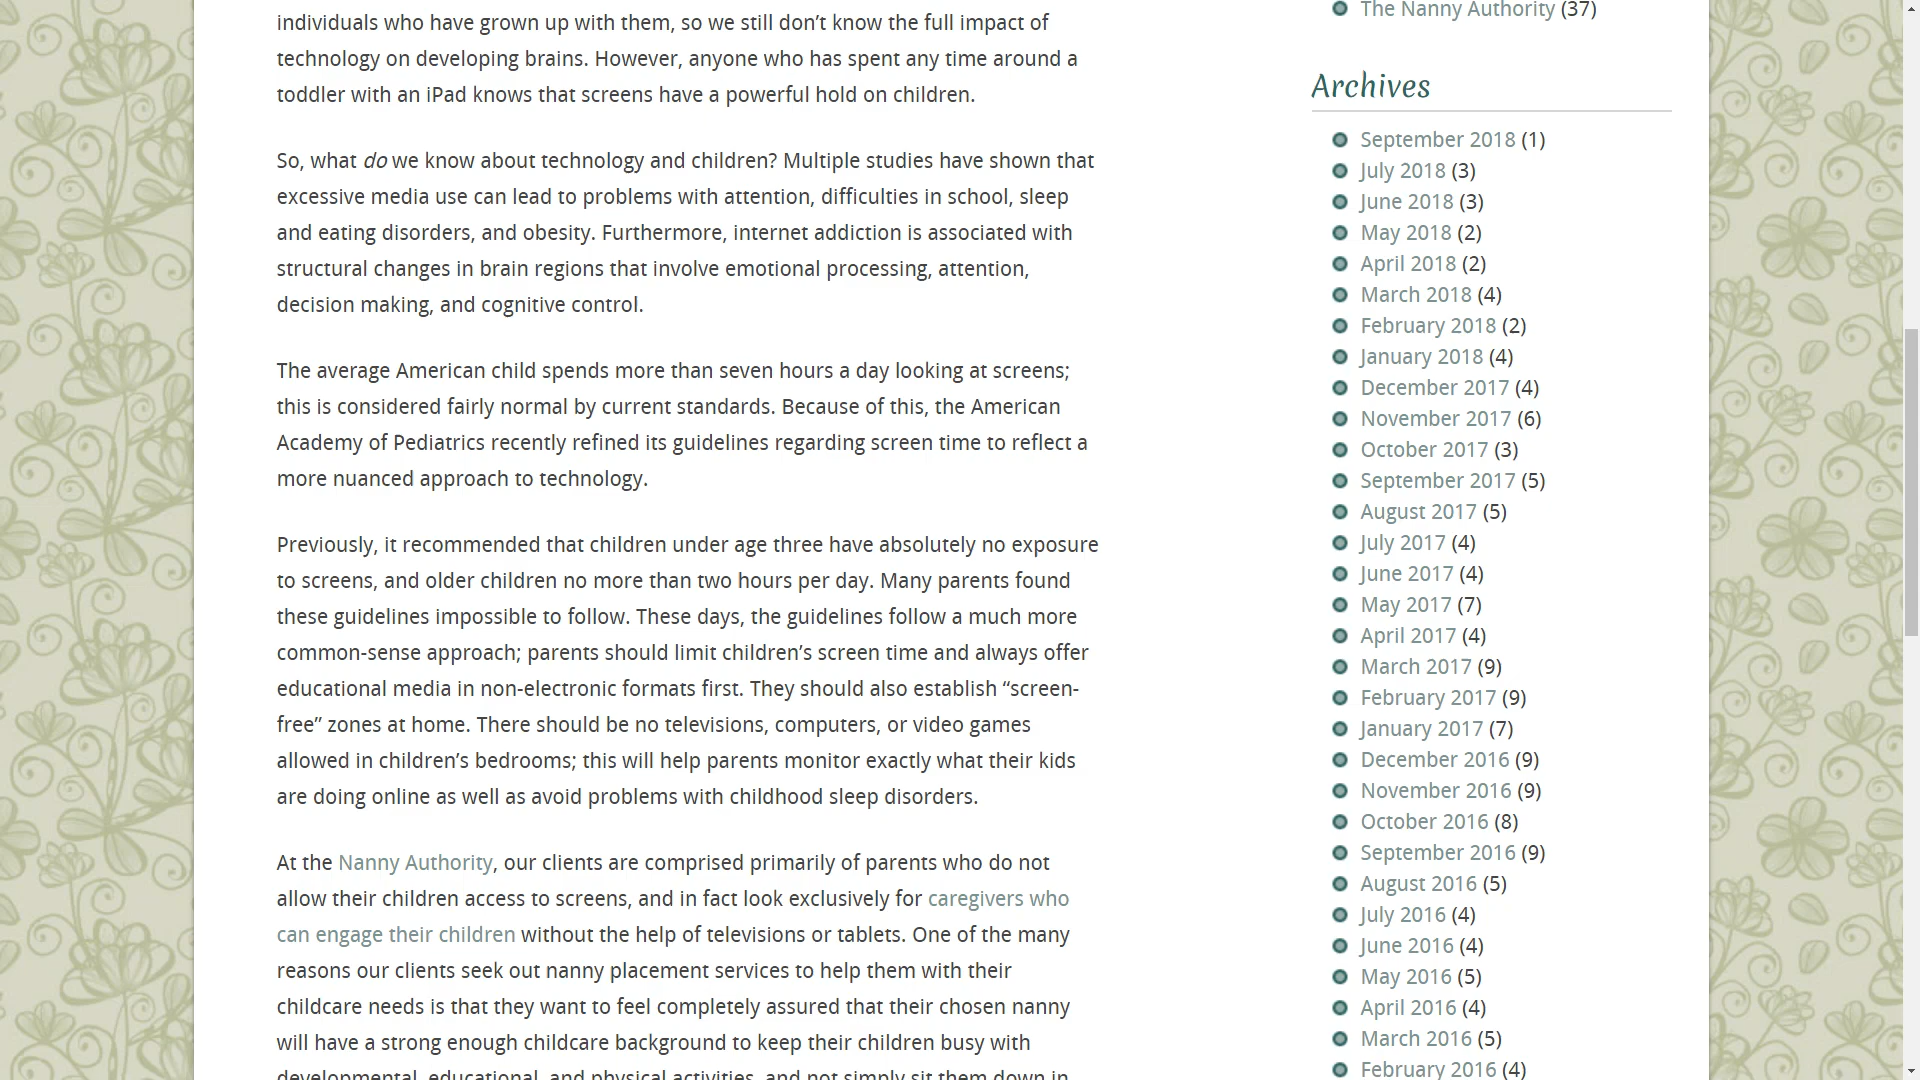 individuals who have grown up with them, so we still don’t know the full impact of
technology on developing brains. However, anyone who has spent any time around a
toddler with an iPad knows that screens have a powerful hold on children.
So, what do we know about technology and children? Multiple studies have shown that
excessive media use can lead to problems with attention, difficulties in school, sleep
and eating disorders, and obesity. Furthermore, internet addiction is associated with
structural changes in brain regions that involve emotional processing, attention,
decision making, and cognitive control.
The average American child spends more than seven hours a day looking at screens;
this is considered fairly normal by current standards. Because of this, the American
Academy of Pediatrics recently refined its guidelines regarding screen time to reflect a
more nuanced approach to technology.
Previously, it recommended that children under age three have absolutely no exposure
to screens, and older children no more than two hours per day. Many parents found
these guidelines impossible to follow. These days, the guidelines follow a much more
common-sense approach; parents should limit children’s screen time and always offer
educational media in non-electronic formats first. They should also establish “screen-
free” zones at home. There should be no televisions, computers, or video games
allowed in children’s bedrooms; this will help parents monitor exactly what their kids
are doing online as well as avoid problems with childhood sleep disorders.
At the Nanny Authority, our clients are comprised primarily of parents who do not
allow their children access to screens, and in fact look exclusively for caregivers who
can engage their children without the help of televisions or tablets. One of the many
reasons our clients seek out nanny placement services to help them with their
childcare needs is that they want to feel completely assured that their chosen nanny
will have a strong enough childcare background to keep their children busy with
developmental, educational, and physical activities, and not simply sit them down in
The Nanny Authority (37)
Archives
September 2018 (1)
July 2018 (3)
June 2018 (3)
May 2018 (2)
April 2018 (2)
March 2018 (4)
February 2018 (2)
January 2018 (4)
December 2017 (4)
November 2017 (6)
October 2017 (3)
September 2017 (5)
August 2017 (5)
July 2017 (4)
June 2017 (4)
May 2017 (7)
April 2017 (4)
March 2017 (9)
February 2017 (9)
January 2017 (7)
December 2016 (9)
November 2016 (9)
October 2016 (8)
September 2016 (9)
August 2016 (5)
July 2016 (4)
June 2016 (4)
May 2016 (5)
April 2016 (4)
March 2016 (5)
February 2016 (4)